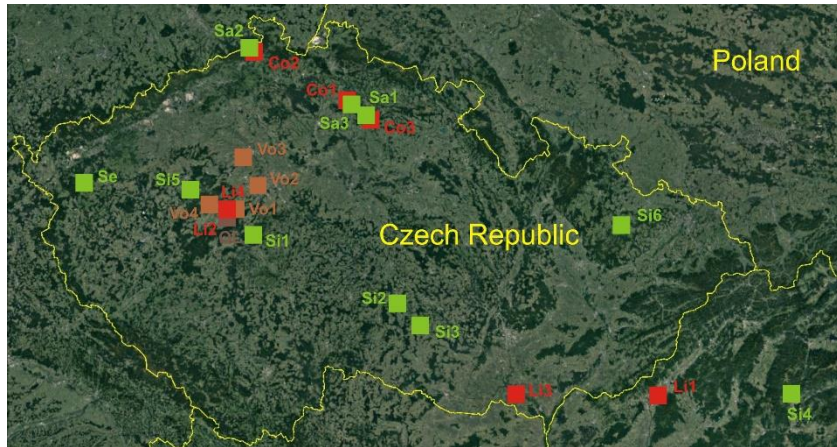 Sa2
Co2
Poland
Co1
Sa1
Sa3
Co3
Vo3
Se
Si5
Vo2
Li4
Vo4
Vo1
Li2
Si1
Si6
Czech Republic
Si2
Si3
Li3
Li1
Si4